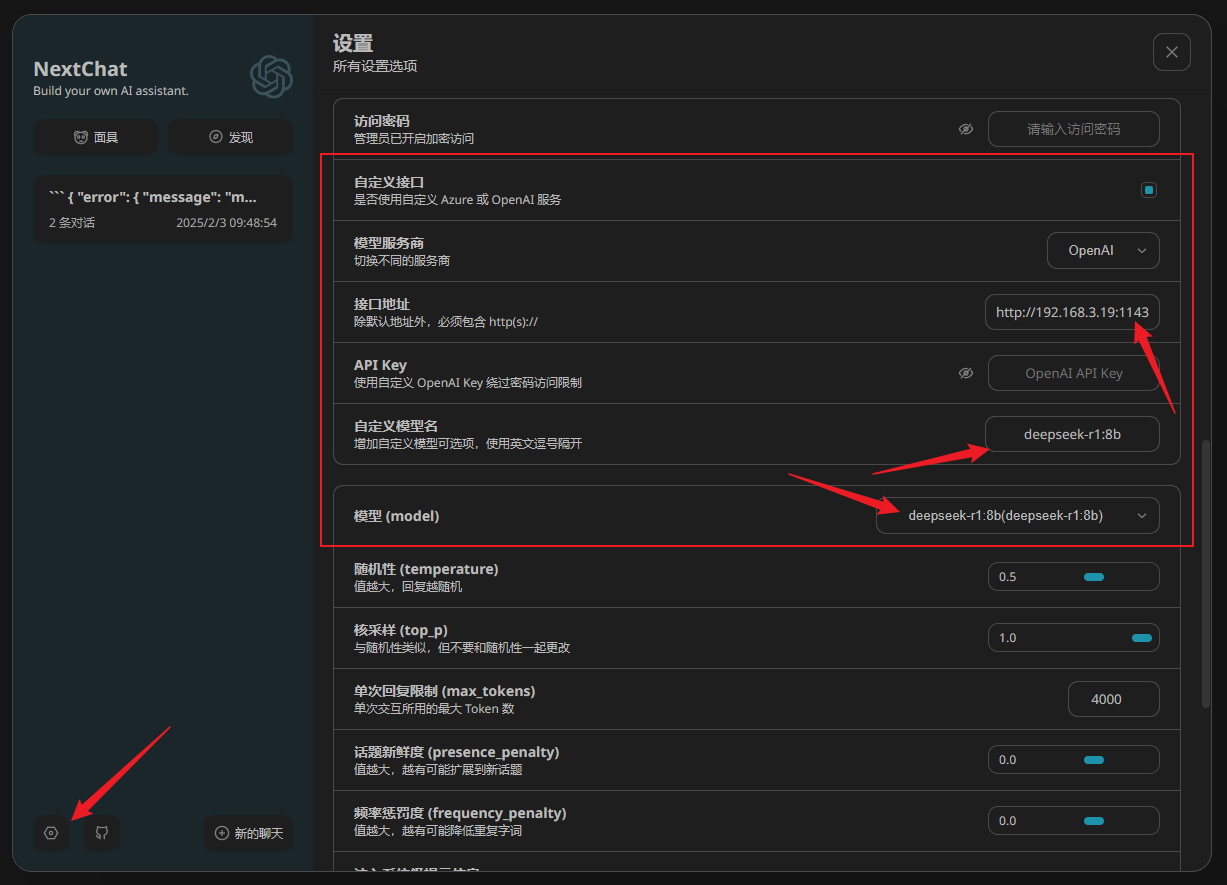 设置
所有设置选项
NextChat
Build your own AI assistant.
面具
发现
``` { "error": { "message": "m...
2 条对话
2025/2/3 09:48:54
访问密码
管理员已开启加密访问
请输入访问密码
自定义接口
是否使用自定义 Azure 或 OpenAI 服务
模型服务商
切换不同的服务商
OpenAI
接口地址
除默认地址外，必须包含 http(s)://
http://192.168.3.19:1143
API Key
使用自定义 OpenAI Key 绕过密码访问限制
OpenAI API Key
自定义模型名
增加自定义模型可选项，使用英文逗号隔开
deepseek-r1:8b
模型 (model)
deepseek-r1:8b(deepseek-r1:8b)
随机性 (temperature)
值越大，回复越随机
0.5
核采样 (top_p)
与随机性类似，但不要和随机性一起更改
1.0
单次回复限制 (max_tokens)
单次交互所用的最大 Token 数
4000
话题新鲜度 (presence_penalty)
值越大，越有可能扩展到新话题
0.0
频率惩罚度 (frequency_penalty)
值越大，越有可能降低重复字词
0.0
新的聊天